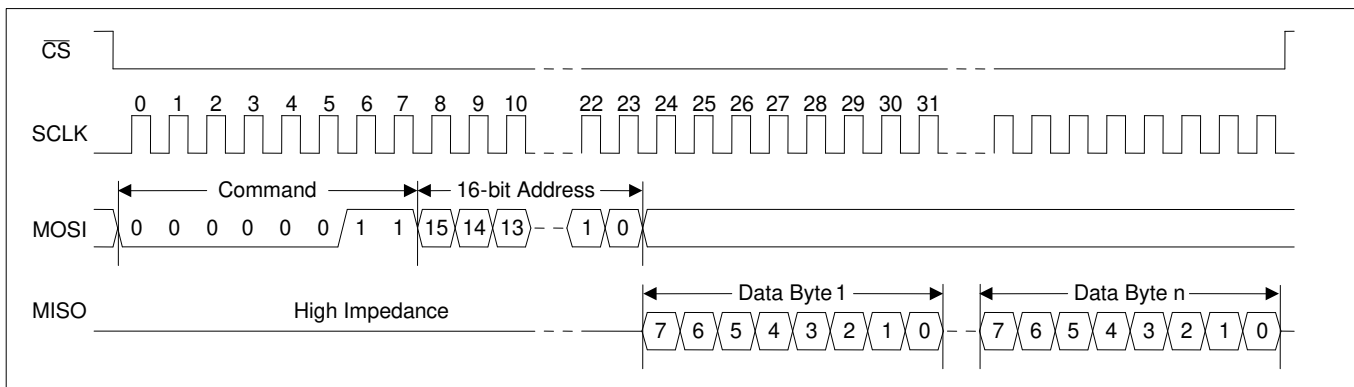 CS
0 1 2 3 4 5 6 7 8 9 10 22 23 24 25 26 27 28 29 30 31
SCLK
Command 16-bit Address
MOSI 0 0 0 0 0 0 1 1 15 14 13 1 0
Data Byte 1 Data Byte n
MISO High Impedance
7 6 5 4 3 2 1 0 7 6 5 4 3 2 1 0